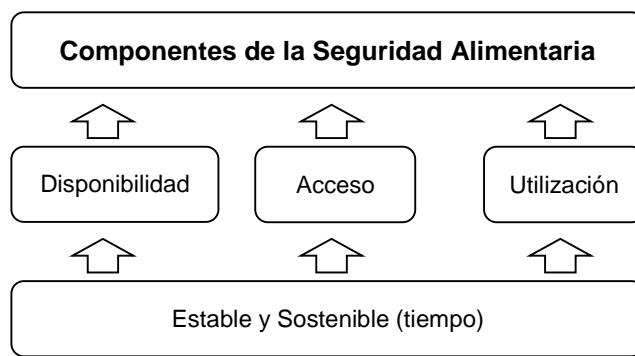 Componentes de la Seguridad Alimentaria
Disponibilidad
Acceso
Utilización
Estable y Sostenible (tiempo)